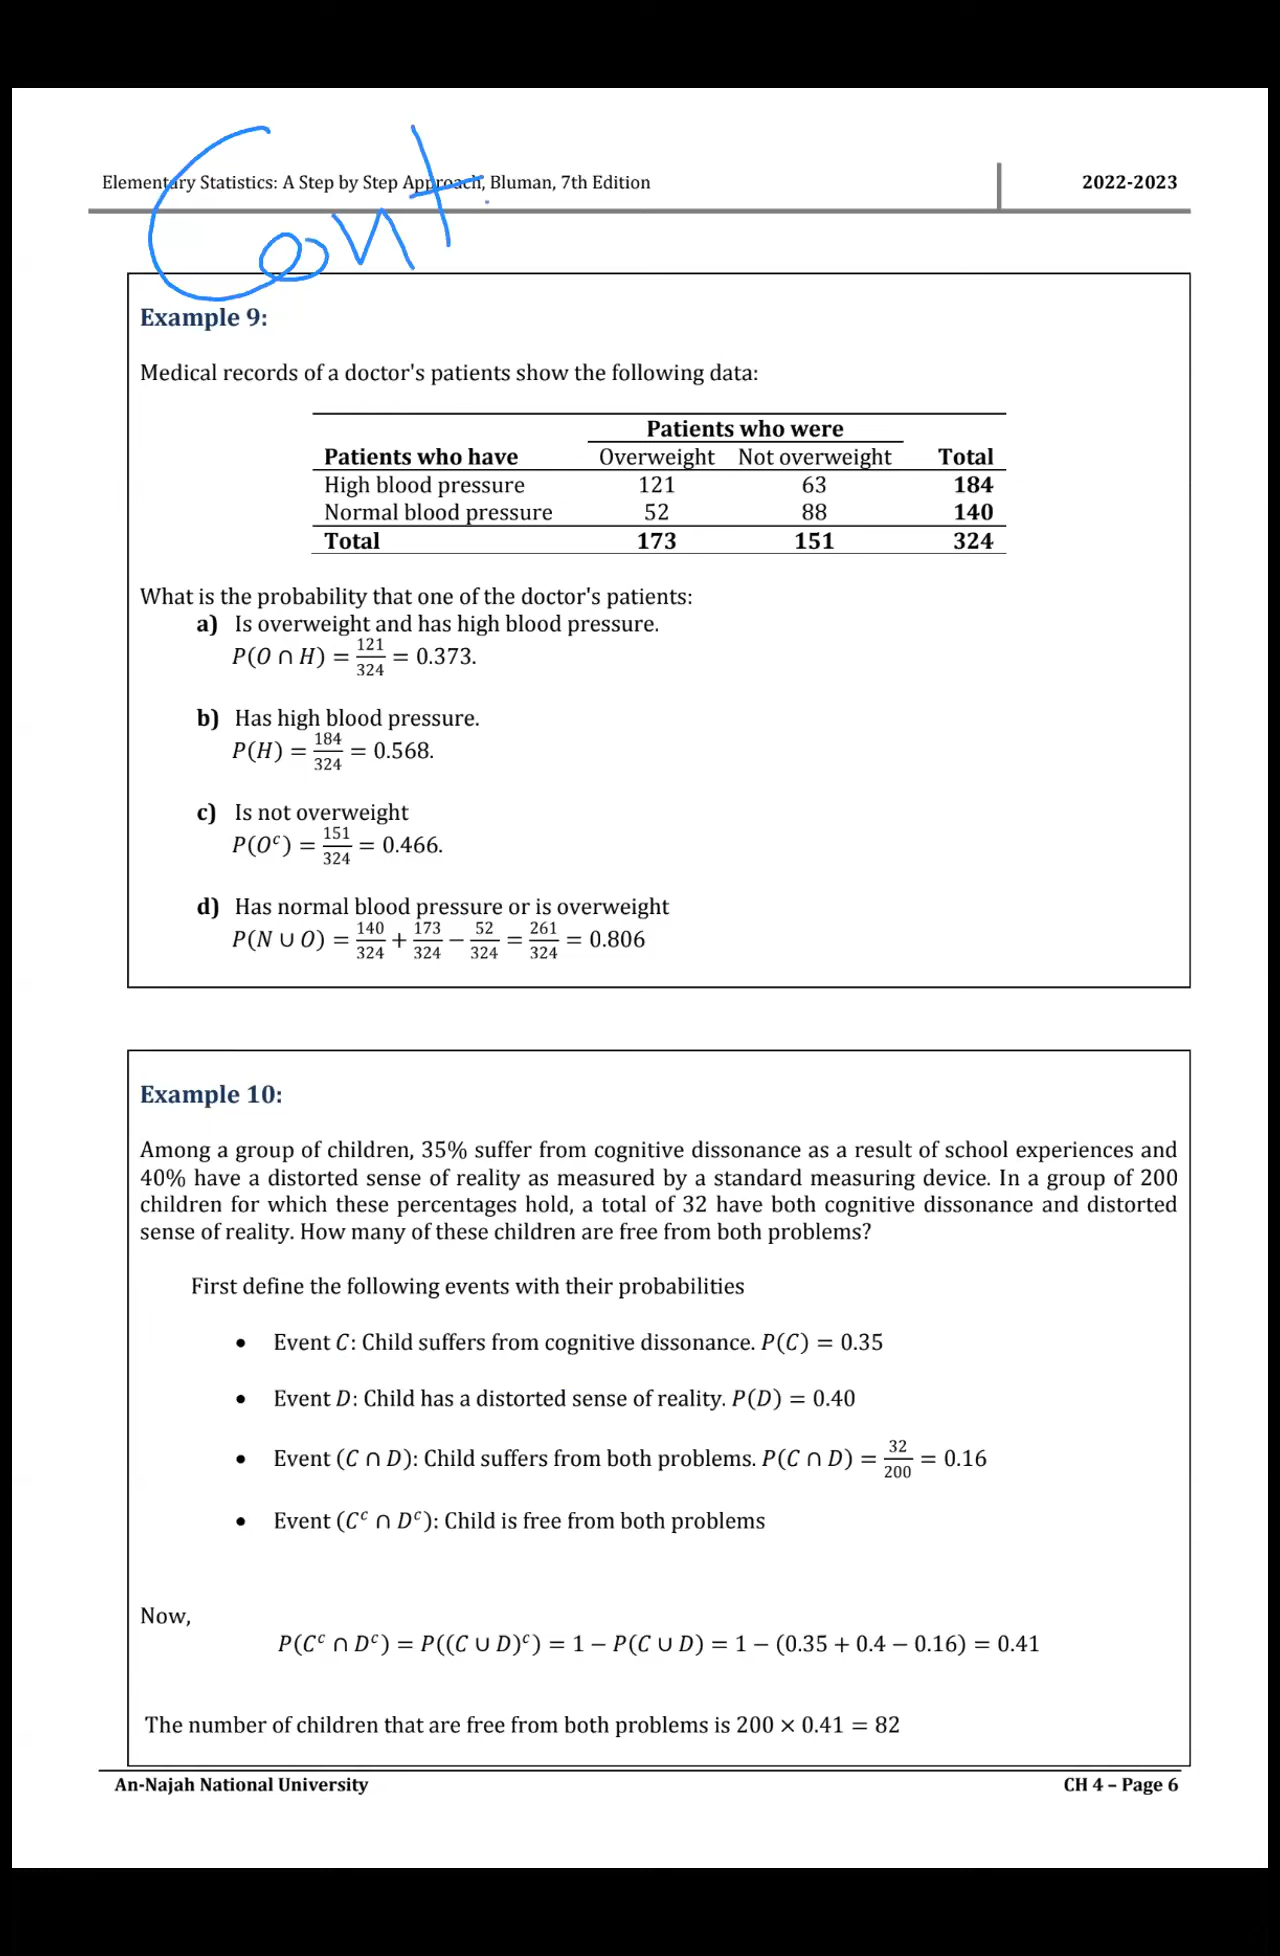 Cont.
Elementary Statistics: A Step by Step Approach, Bluman, 7th Edition 2022-2023
Example 9:
Medical records of a doctor's patients show the following data:
Patients who were
Patients who have Overweight Not overweight Total
High blood pressure 121 63 184
Normal blood pressure 52 88 140
Total 173 151 324
What is the probability that one of the doctor's patients:
a) Is overweight and has high blood pressure.
P(O ∩ H) = 121/324 = 0.373.
b) Has high blood pressure.
P(H) = 184/324 = 0.568.
c) Is not overweight
P(Oᶜ) = 151/324 = 0.466.
d) Has normal blood pressure or is overweight
P(N ∪ O) = 140/324 + 173/324 − 52/324 = 261/324 = 0.806
Example 10:
Among a group of children, 35% suffer from cognitive dissonance as a result of school experiences and
40% have a distorted sense of reality as measured by a standard measuring device. In a group of 200
children for which these percentages hold, a total of 32 have both cognitive dissonance and distorted
sense of reality. How many of these children are free from both problems?
First define the following events with their probabilities
• Event C: Child suffers from cognitive dissonance. P(C) = 0.35
• Event D: Child has a distorted sense of reality. P(D) = 0.40
• Event (C ∩ D): Child suffers from both problems. P(C ∩ D) = 32/200 = 0.16
• Event (Cᶜ ∩ Dᶜ): Child is free from both problems
Now,
P(Cᶜ ∩ Dᶜ) = P((C ∪ D)ᶜ) = 1 − P(C ∪ D) = 1 − (0.35 + 0.4 − 0.16) = 0.41
The number of children that are free from both problems is 200 × 0.41 = 82
An-Najah National University CH 4 – Page 6